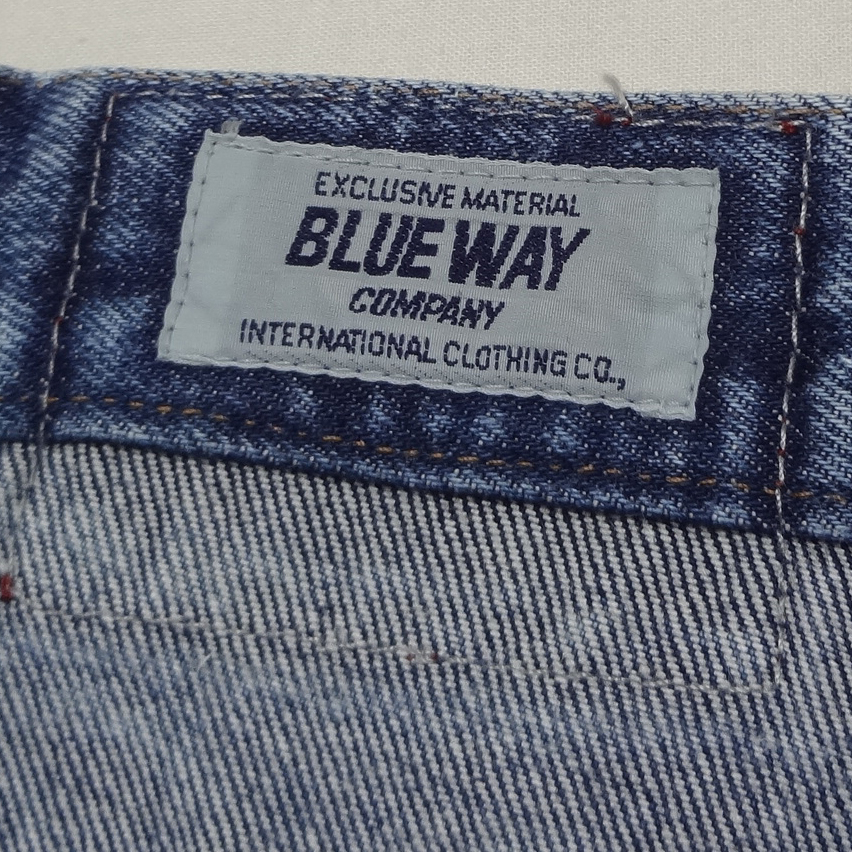 EXCLUSIVE MATERIAL
BLUE WAY
COMPANY
INTERNATIONAL CLOTHING CO.,